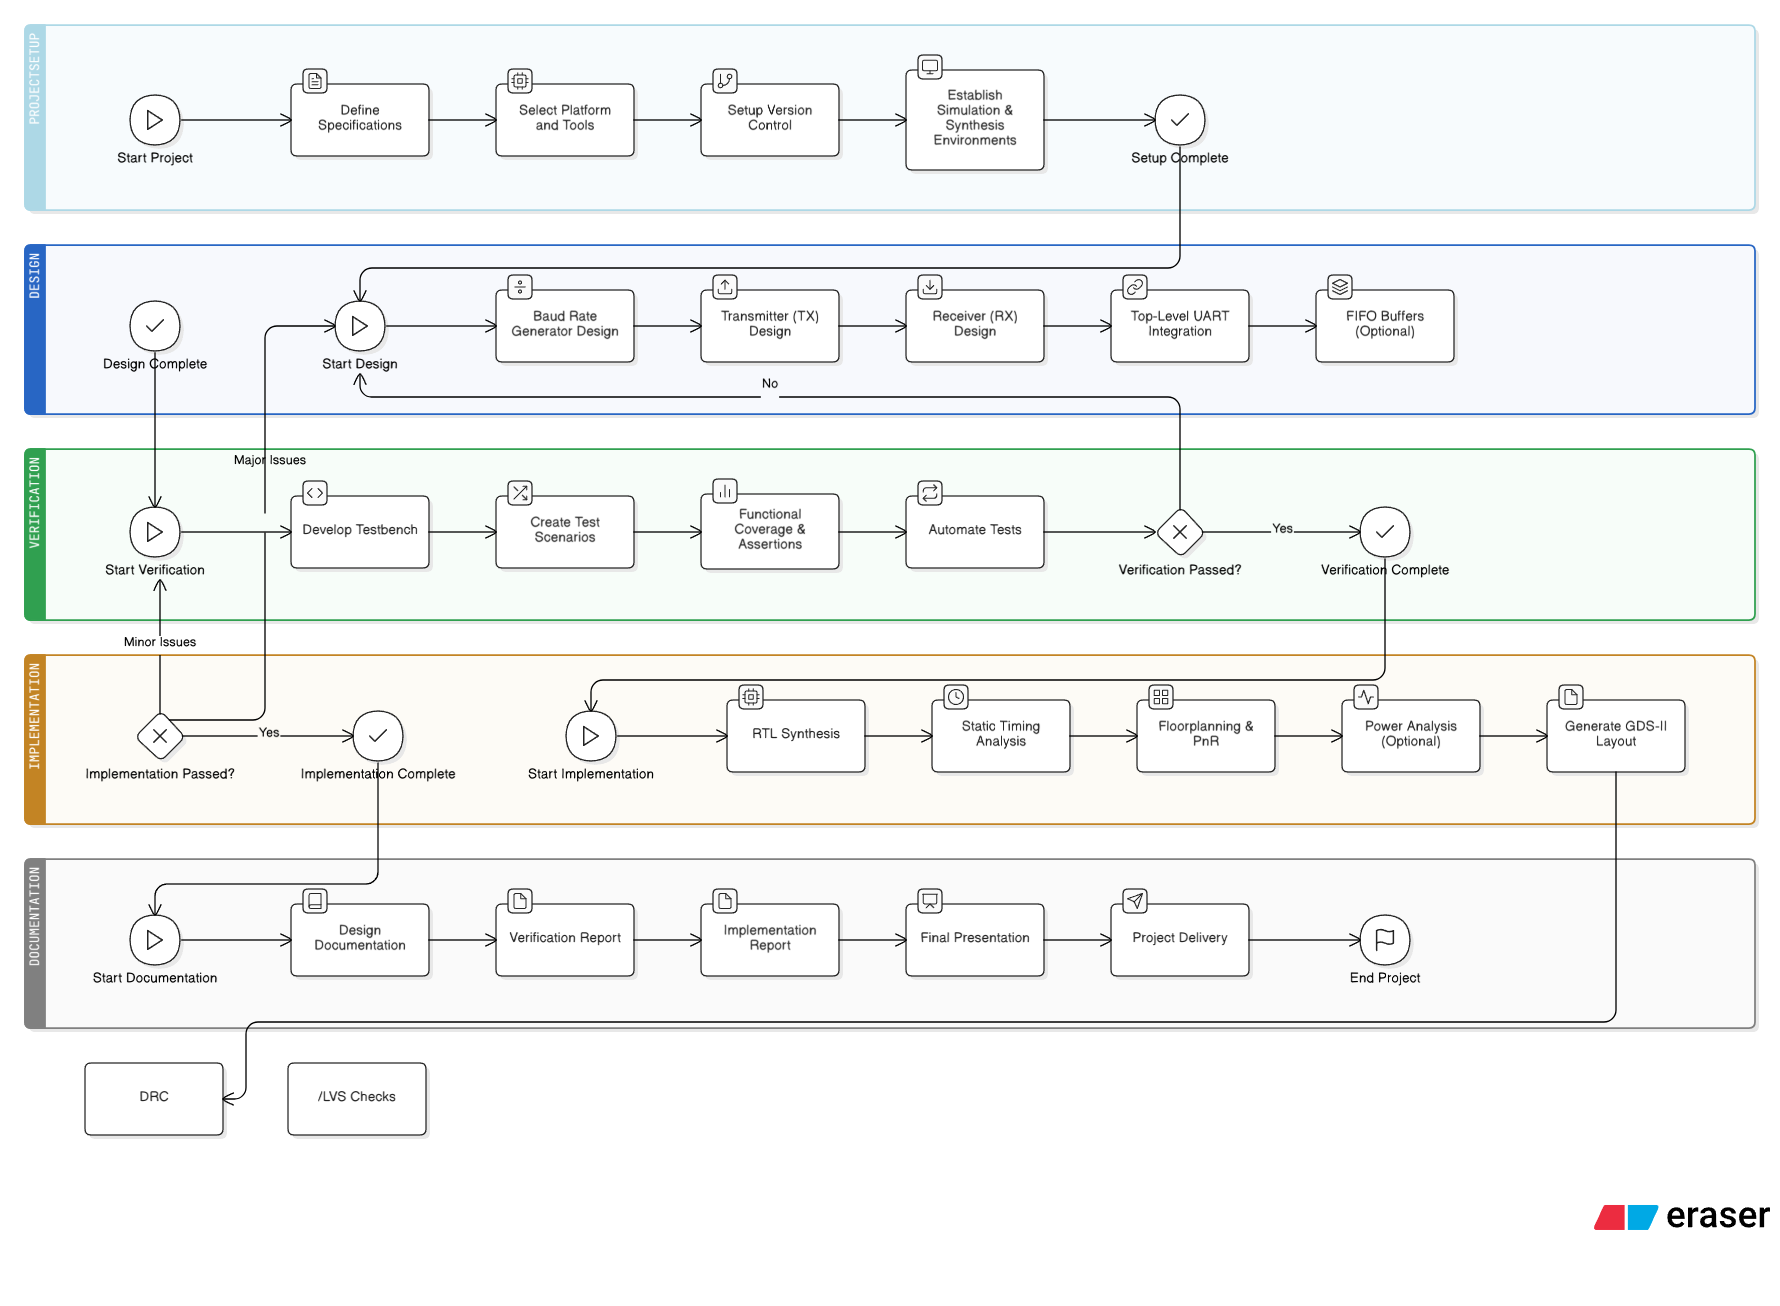 PROJECTSETUP
Define
Specifications
Select Platform
and Tools
Setup Version
Control
Establish
Simulation &
Synthesis
Environments
Start Project
Setup Complete
DESIGN
Baud Rate
Generator Design
Transmitter (TX)
Design
Receiver (RX)
Design
Top-Level UART
Integration
FIFO Buffers
(Optional)
Design Complete
Start Design
No
VERIFICATION
Major Issues
Develop Testbench
Create Test
Scenarios
Functional
Coverage &
Assertions
Automate Tests
Yes
Start Verification
Verification Passed?
Verification Complete
Minor Issues
IMPLEMENTATION
Yes
RTL Synthesis
Static Timing
Analysis
Floorplanning &
PnR
Power Analysis
(Optional)
Generate GDS-II
Layout
Implementation Passed?
Implementation Complete
Start Implementation
DOCUMENTATION
Design
Documentation
Verification Report
Implementation
Report
Final Presentation
Project Delivery
Start Documentation
End Project
DRC
/LVS Checks
eraser